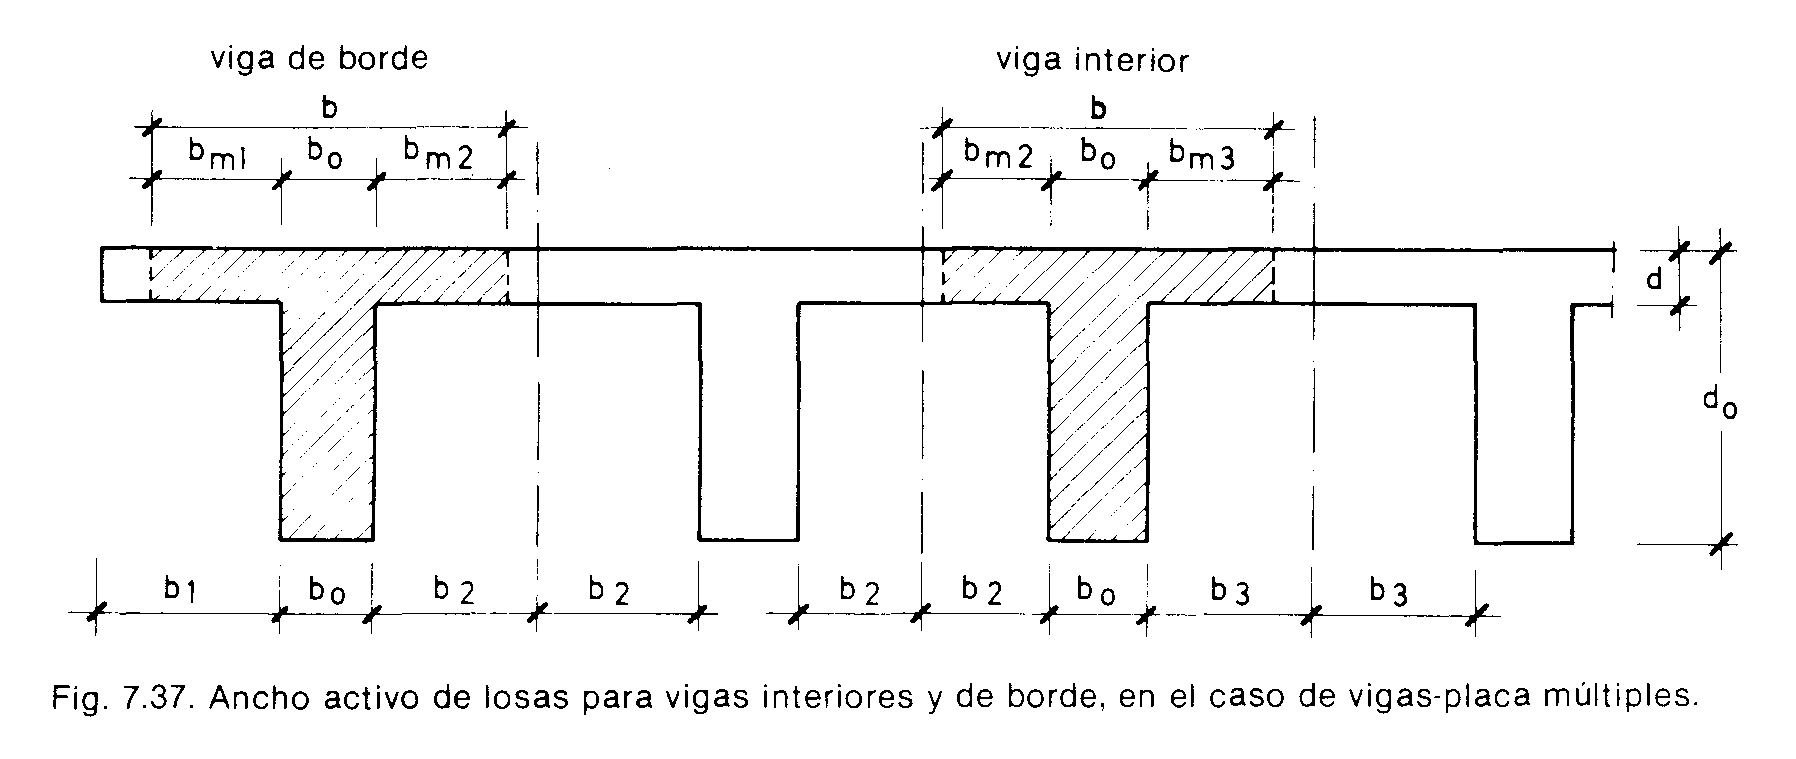 viga de borde viga interior
b b
bm1 bo bm2 bm2 bo bm3
d
do
b1 bo b2 b2 b2 b2 bo b3 b3
Fig. 7.37. Ancho activo de losas para vigas interiores y de borde, en el caso de vigas-placa múltiples.